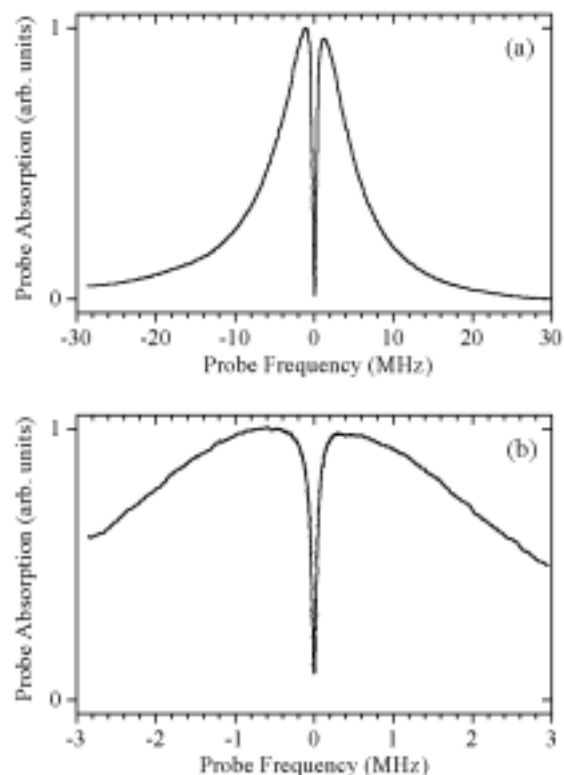 Probe Absorption (arb. units)
1
0
(a)
-30 -20 -10 0 10 20 30
Probe Frequency (MHz)
Probe Absorption (arb. units)
1
0
(b)
-3 -2 -1 0 1 2 3
Probe Frequency (MHz)